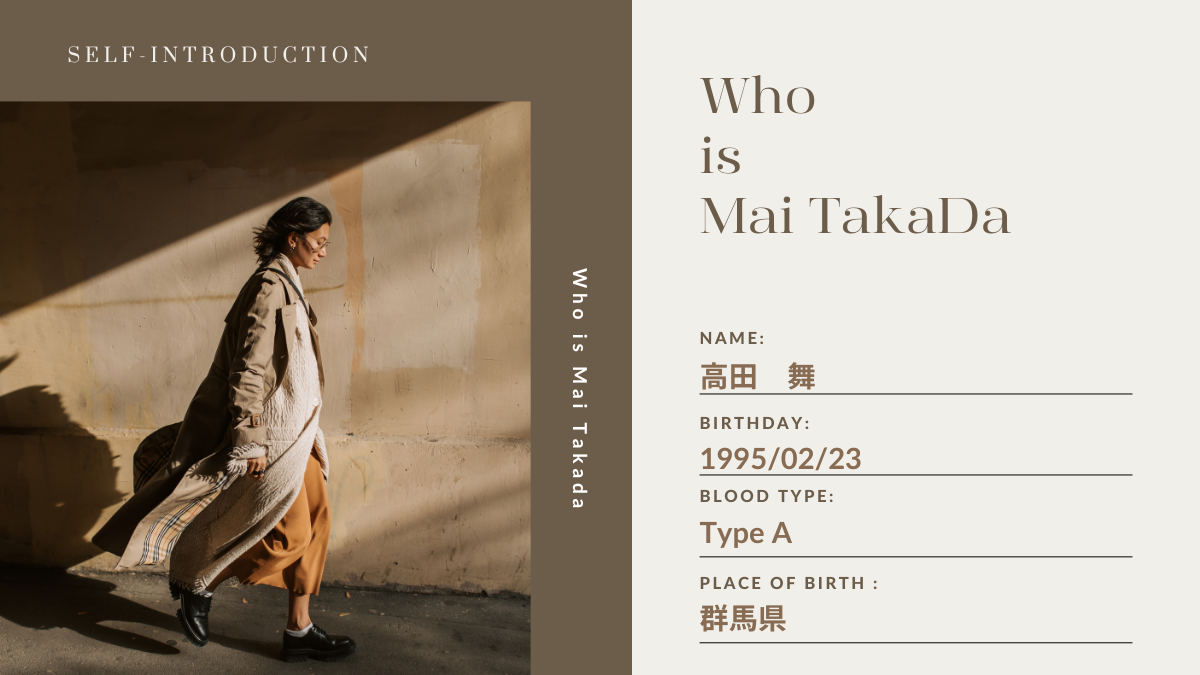 SELF-INTRODUCTION
Who is Mai Takada
Who
is
Mai TakaDa
NAME:
高田　舞
BIRTHDAY:
1995/02/23
BLOOD TYPE:
Type A
PLACE OF BIRTH :
群馬県